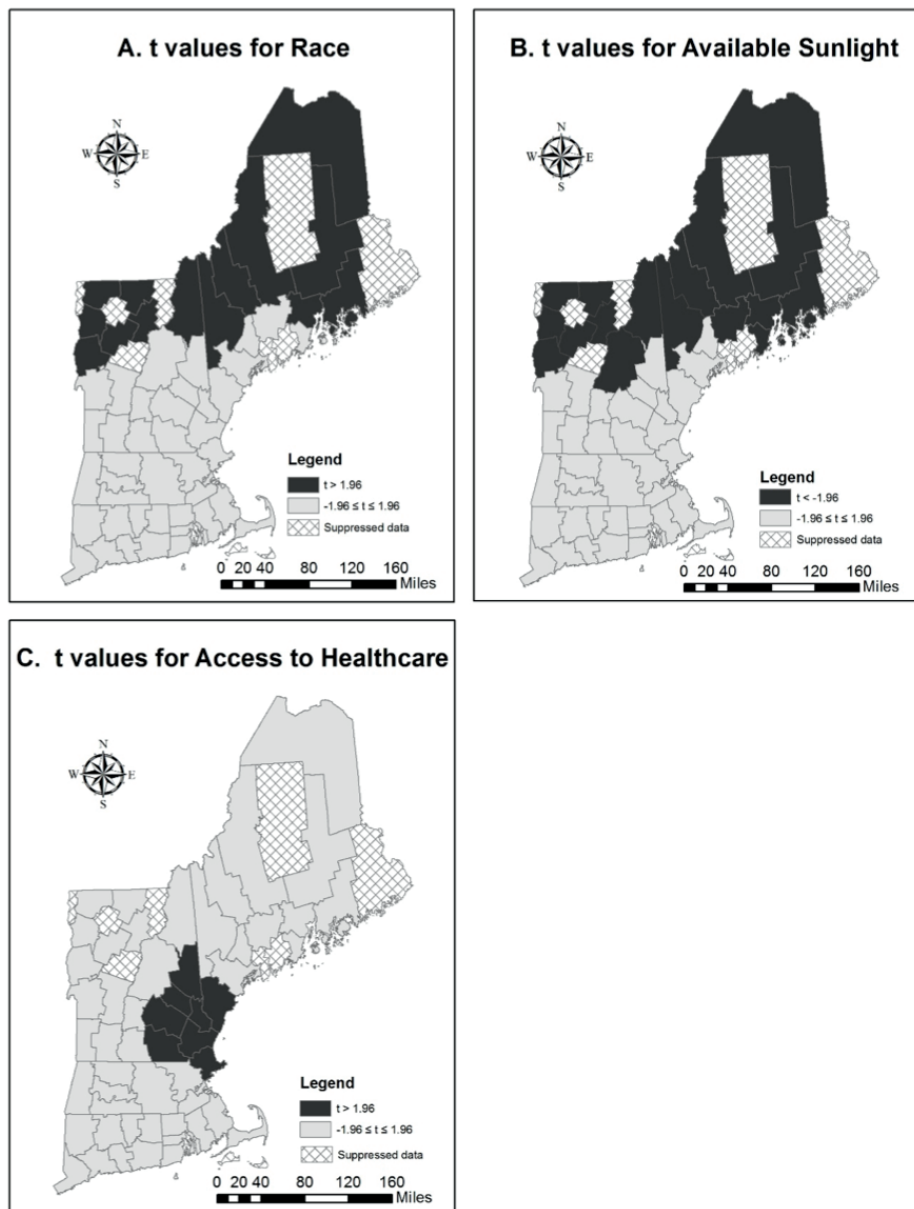 A. t values for Race
N
W E
S
Legend
t > 1.96
-1.96 ≤ t ≤ 1.96
Suppressed data
0 20 40 80 120 160
Miles
B. t values for Available Sunlight
N
W E
S
Legend
t < -1.96
-1.96 ≤ t ≤ 1.96
Suppressed data
0 20 40 80 120 160
Miles
C. t values for Access to Healthcare
N
W E
S
Legend
t > 1.96
-1.96 ≤ t ≤ 1.96
Suppressed data
0 20 40 80 120 160
Miles